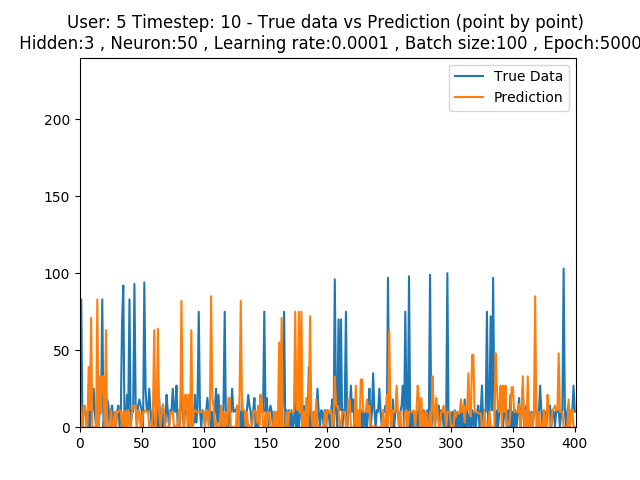 User: 5 Timestep: 10 - True data vs Prediction (point by point)
Hidden:3 , Neuron:50 , Learning rate:0.0001 , Batch size:100 , Epoch:5000
True Data
Prediction
200
150
100
50
0
0 50 100 150 200 250 300 350 400